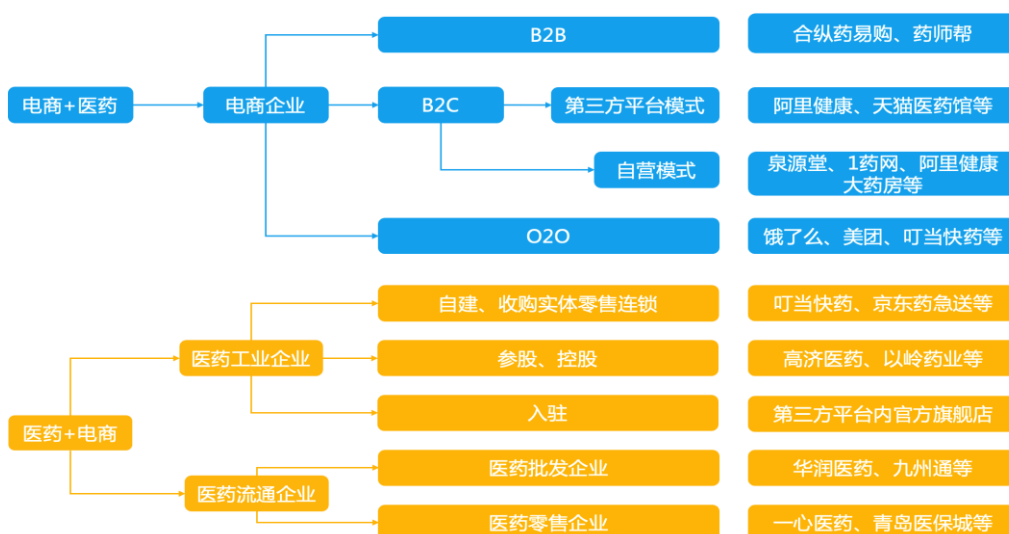 B2B
合纵药易购、药师帮
电商+医药
电商企业
B2C
第三方平台模式
阿里健康、天猫医药馆等
自营模式
泉源堂、1药网、阿里健康
大药房等
O2O
饿了么、美团、叮当快药等
自建、收购实体零售连锁
叮当快药、京东药急送等
医药工业企业
参股、控股
高济医药、以岭药业等
入驻
第三方平台内官方旗舰店
医药+电商
医药批发企业
华润医药、九州通等
医药流通企业
医药零售企业
一心医药、青岛医保城等